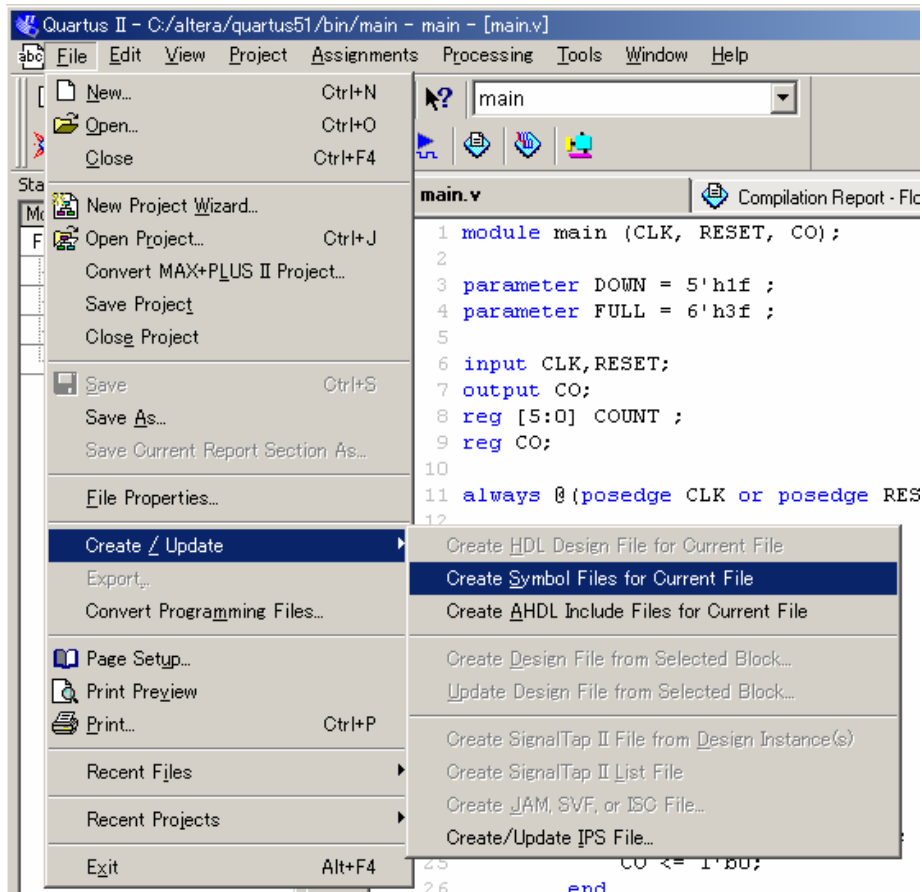 Quartus II - C:/altera/quartus51/bin/main - main - [main.v]
abc File Edit View Project Assignments Processing Tools Window Help
New... Ctrl+N
Open... Ctrl+O
Close Ctrl+F4
New Project Wizard...
Open Project... Ctrl+J
Convert MAX+PLUS II Project...
Save Project
Close Project
Save Ctrl+S
Save As...
Save Current Report Section As...
File Properties...
Create / Update
Export...
Convert Programming Files...
Page Setup...
Print Preview
Print... Ctrl+P
Recent Files
Recent Projects
Exit Alt+F4
main
main.v
Compilation Report - Flo
1 module main (CLK, RESET, CO);
2
3 parameter DOWN = 5'h1f ;
4 parameter FULL = 6'h3f ;
5
6 input CLK,RESET;
7 output CO;
8 reg [5:0] COUNT ;
9 reg CO;
10
11 always @(posedge CLK or posedge RES
12
Create HDL Design File for Current File
Create Symbol Files for Current File
Create AHDL Include Files for Current File
Create Design File from Selected Block...
Update Design File from Selected Block...
Create SignalTap II File from Design Instance(s)
Create SignalTap II List File
Create JAM, SVF, or ISC File...
Create/Update IPS File...
25 CO <= 1'b0;
26 end